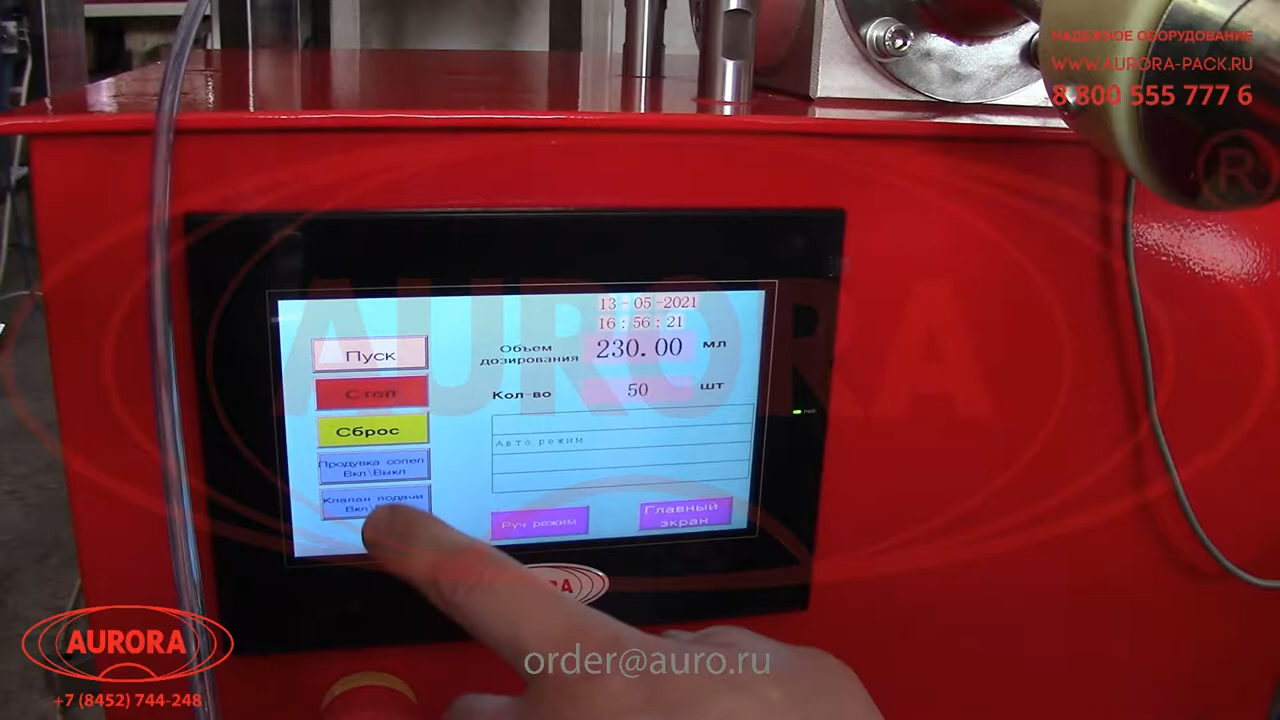 НАДЕЖНОЕ ОБОРУДОВАНИЕ
WWW.AURORA-PACK.RU
8 800 555 777 6
®
AURORA
13-05-2021
16:56:21
Пуск
Объем
дозирования
230.00 мл
Стоп
Кол-во 50 шт
Сброс
Авто режим
Продувка сопел
Вкл\Выкл
Клапан подачи
Вкл\
Руч режим
Главный
экран
AURORA
+7 (8452) 744-248
order@auro.ru